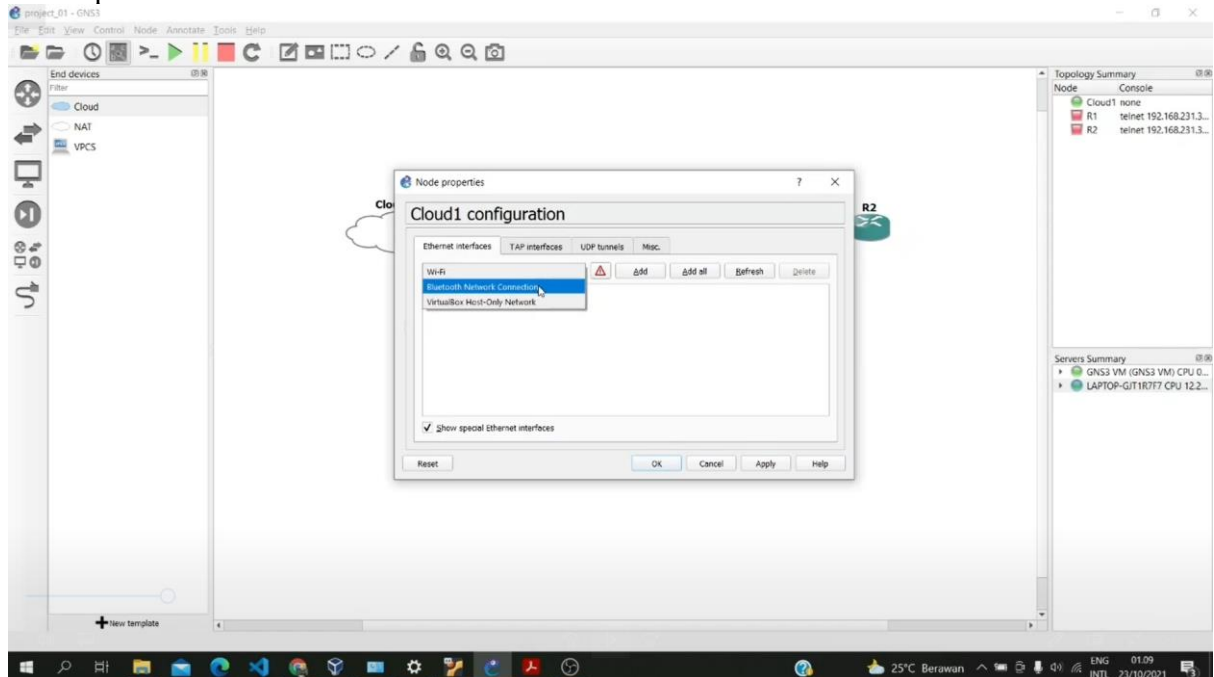 project_01 - GNS3
File Edit View Control Node Annotate Tools Help
End devices
Filter
Cloud
NAT
VPCS
New template
Clo
R2
Node properties
Cloud1 configuration
Ethernet interfaces TAP interfaces UDP tunnels Misc.
Wi-Fi
Add Add all Refresh Delete
Bluetooth Network Connection
VirtualBox Host-Only Network
Show special Ethernet interfaces
Reset OK Cancel Apply Help
Topology Summary
Node Console
Cloud1 none
R1 telnet 192.168.231.3...
R2 telnet 192.168.231.3...
Servers Summary
GNS3 VM (GNS3 VM) CPU 0...
LAPTOP-GJT1R7F7 CPU 12.2...
25°C Berawan
ENG
INTL
01.09
23/10/2021